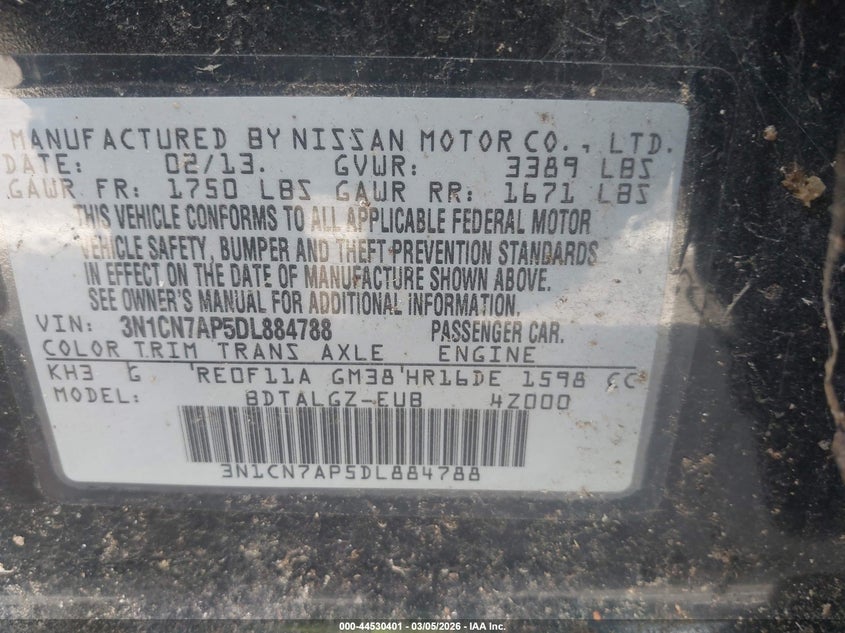 MANUFACTURED BY NISSAN MOTOR CO., LTD.
DATE: 02/13. GVWR: 3389 LBS
GAWR FR: 1750 LBS GAWR RR: 1671 LBS
THIS VEHICLE CONFORMS TO ALL APPLICABLE FEDERAL MOTOR
VEHICLE SAFETY, BUMPER AND THEFT PREVENTION STANDARDS
IN EFFECT ON THE DATE OF MANUFACTURE SHOWN ABOVE.
SEE OWNER'S MANUAL FOR ADDITIONAL INFORMATION.
VIN: 3N1CN7AP5DL884788 PASSENGER CAR.
COLOR TRIM TRANS AXLE ENGINE
KH3 G RE0F11A GM38 HR16DE 1598 CC
MODEL: BDTALGZ-EUB 4Z000
3N1CN7AP5DL884788
000-44530401 - 03/05/2026 - IAA Inc.